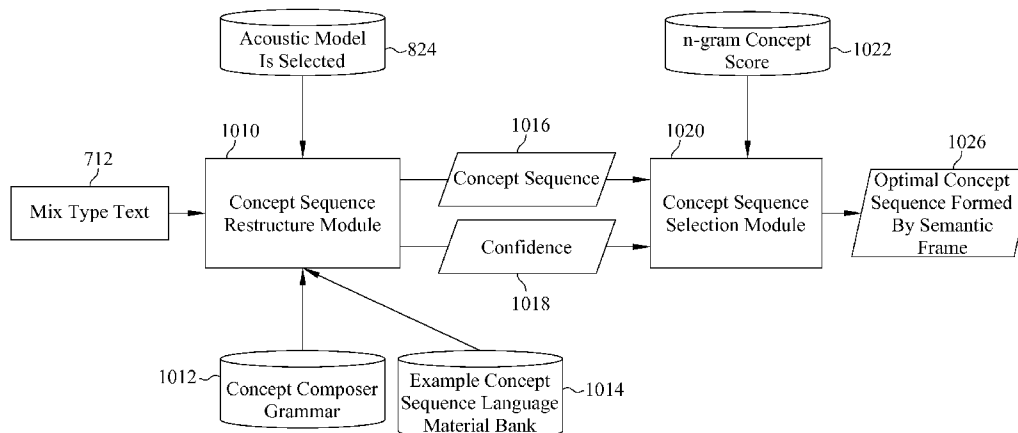 Acoustic Model
Is Selected
824
n-gram Concept
Score
1022
1010
1016
1020
1026
712
Mix Type Text
Concept Sequence
Restructure Module
Concept Sequence
Confidence
1018
Concept Sequence
Selection Module
Optimal Concept
Sequence Formed
By Semantic
Frame
1012
Concept Composer
Grammar
Example Concept
Sequence Language
Material Bank
1014